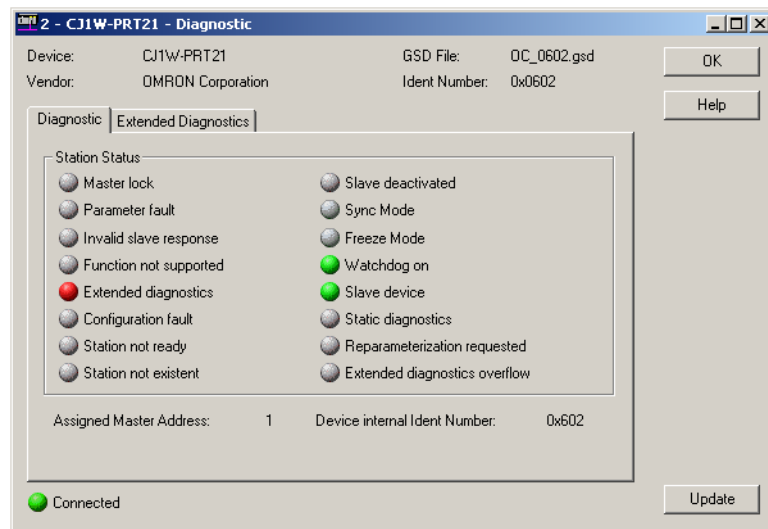 2 - CJ1W-PRT21 - Diagnostic
Device: CJ1W-PRT21 GSD File: OC_0602.gsd OK
Vendor: OMRON Corporation Ident Number: 0x0602
Help
Diagnostic Extended Diagnostics
Station Status
Master lock Slave deactivated
Parameter fault Sync Mode
Invalid slave response Freeze Mode
Function not supported Watchdog on
Extended diagnostics Slave device
Configuration fault Static diagnostics
Station not ready Reparameterization requested
Station not existent Extended diagnostics overflow
Assigned Master Address: 1 Device internal Ident Number: 0x602
Connected Update